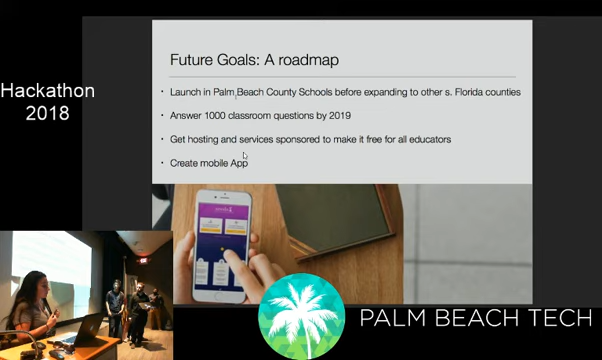 Hackathon
2018
Future Goals: A roadmap
• Launch in Palm Beach County Schools before expanding to other s. Florida counties
• Answer 1000 classroom questions by 2019
• Get hosting and services sponsored to make it free for all educators
• Create mobile App
PALM BEACH TECH